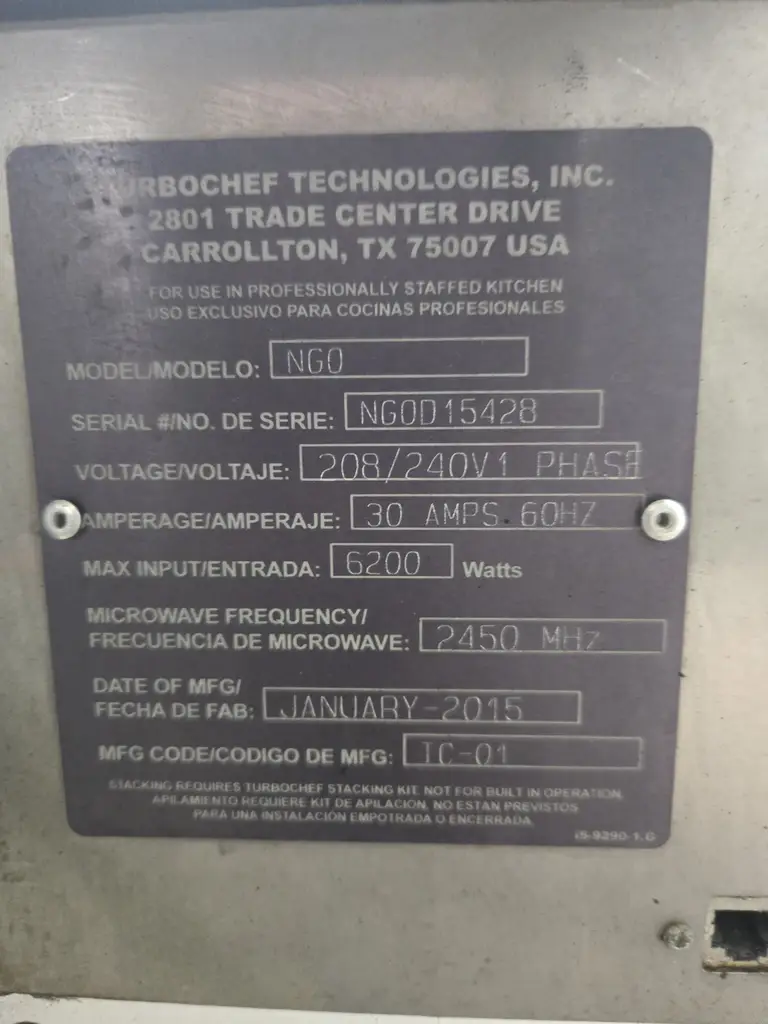 TURBOCHEF TECHNOLOGIES, INC.
2801 TRADE CENTER DRIVE
CARROLLTON, TX 75007 USA
FOR USE IN PROFESSIONALLY STAFFED KITCHEN
USO EXCLUSIVO PARA COCINAS PROFESIONALES
MODEL/MODELO: NGO
SERIAL #/NO. DE SERIE: NGOD15428
VOLTAGE/VOLTAJE: 208/240V1 PHASE
AMPERAGE/AMPERAJE: 30 AMPS 60HZ
MAX INPUT/ENTRADA: 6200 Watts
MICROWAVE FREQUENCY/
FRECUENCIA DE MICROWAVE: 2450 MHz
DATE OF MFG/
FECHA DE FAB: JANUARY-2015
MFG CODE/CODIGO DE MFG: TC-01
STACKING REQUIRES TURBOCHEF STACKING KIT. NOT FOR BUILT IN OPERATION.
APILAMIENTO REQUIERE KIT DE APILACION, NO ESTAN PREVISTOS
PARA UNA INSTALACIÓN EMPOTRADA O ENCERRADA.
i5-9290-1.G